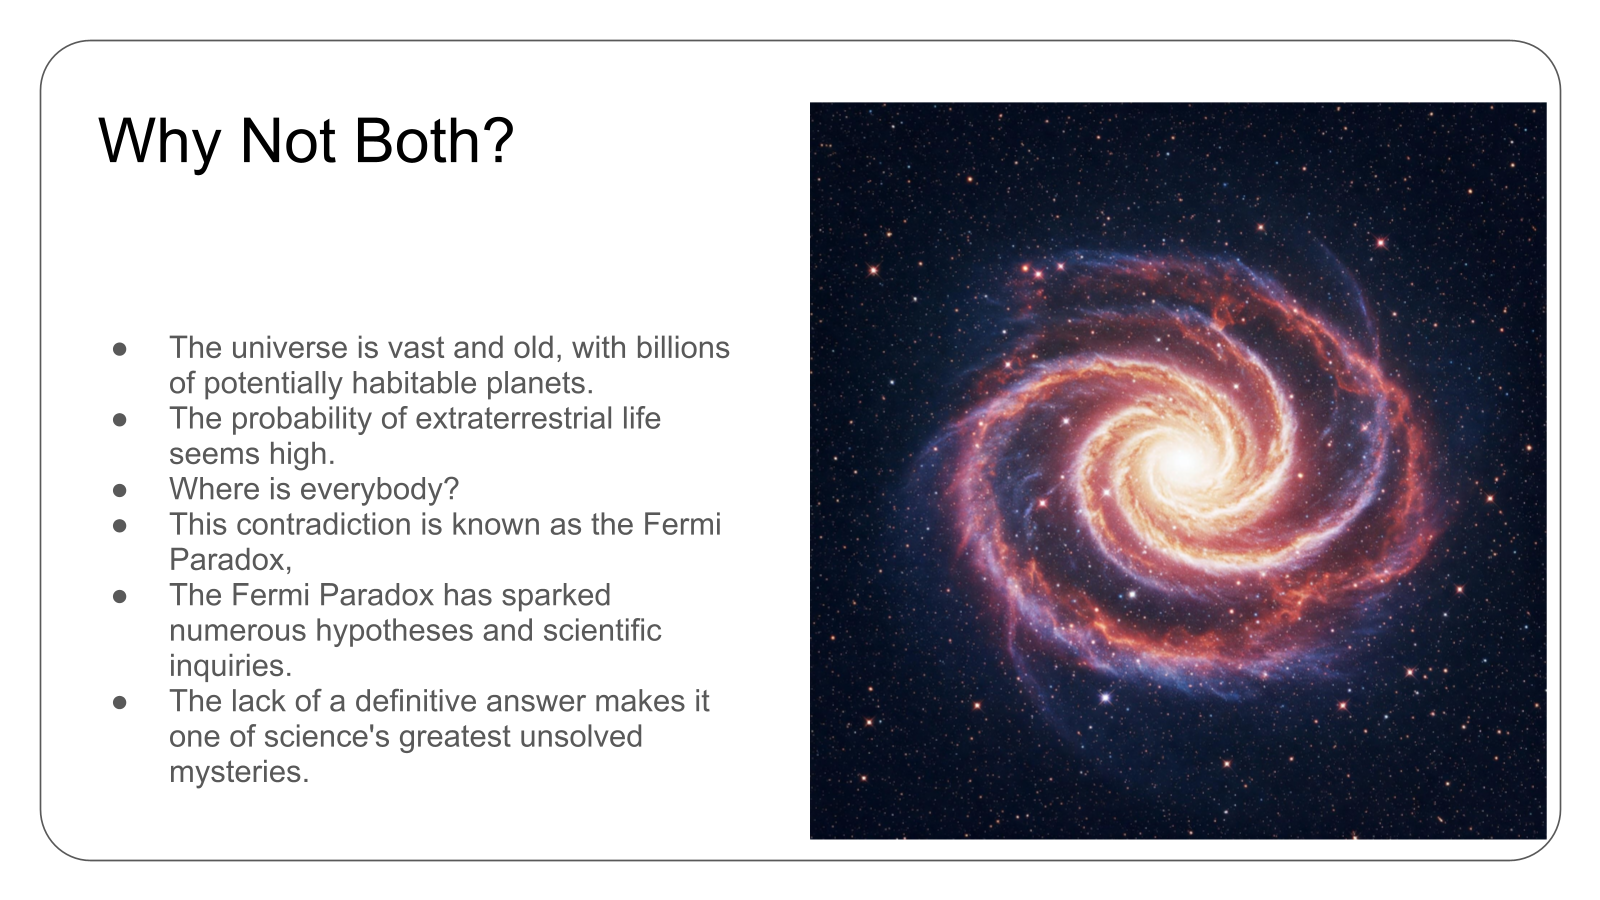 Why Not Both?
● The universe is vast and old, with billions
of potentially habitable planets.
● The probability of extraterrestrial life
seems high.
● Where is everybody?
● This contradiction is known as the Fermi
Paradox,
● The Fermi Paradox has sparked
numerous hypotheses and scientific
inquiries.
● The lack of a definitive answer makes it
one of science's greatest unsolved
mysteries.